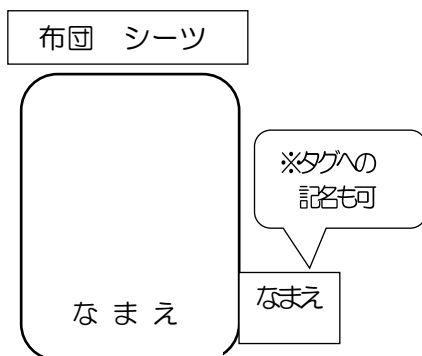 布団　シーツ
※タグへの
記名も可
なまえ
な ま え